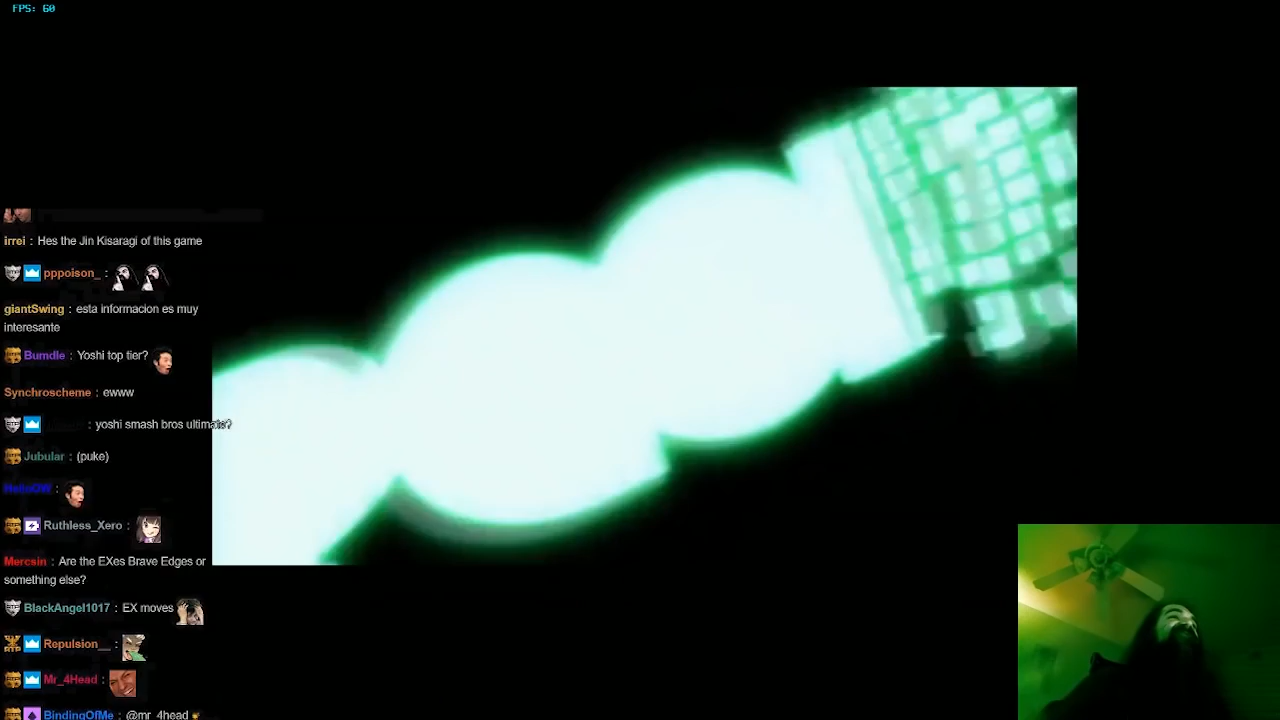 FPS: 60
irrei : Hes the Jin Kisaragi of this game
pppoison_ :
giantSwing : esta informacion es muy
interesante
Bumdle : Yoshi top tier?
Synchroscheme : ewww
: yoshi smash bros ultimate?
Jubular : (puke)
:
Ruthless_Xero :
Mercsin : Are the EXes Brave Edges or
something else?
BlackAngel1017 : EX moves
Repulsion__ :
Mr_4Head :
BindingOfMe : @mr_4head